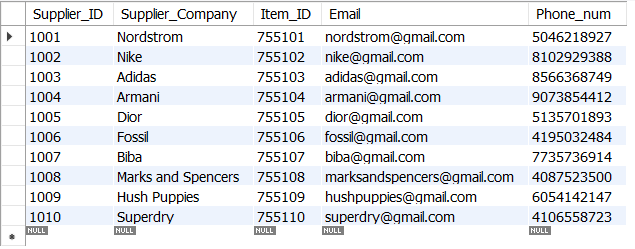 Supplier_ID Supplier_Company Item_ID Email Phone_num
1001 Nordstrom 755101 nordstrom@gmail.com 5046218927
1002 Nike 755102 nike@gmail.com 8102929388
1003 Adidas 755103 adidas@gmail.com 8566368749
1004 Armani 755104 armani@gmail.com 9073854412
1005 Dior 755105 dior@gmail.com 5135701893
1006 Fossil 755106 fossil@gmail.com 4195032484
1007 Biba 755107 biba@gmail.com 7735736914
1008 Marks and Spencers 755108 marksandspencers@gmail.com 4087523500
1009 Hush Puppies 755109 hushpuppies@gmail.com 6054142147
1010 Superdry 755110 superdry@gmail.com 4106558723
NULL NULL NULL NULL NULL